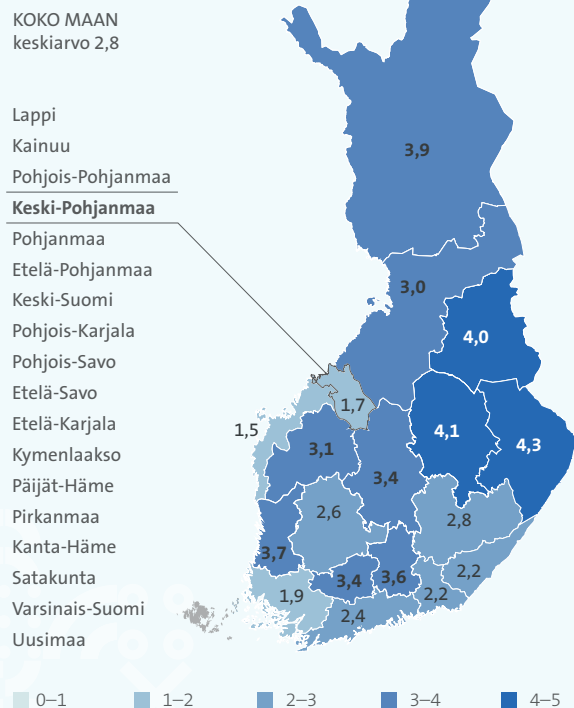 KOKO MAAN
keskiarvo 2,8
Lappi
Kainuu
Pohjois-Pohjanmaa
Keski-Pohjanmaa
Pohjanmaa
Etelä-Pohjanmaa
Keski-Suomi
Pohjois-Karjala
Pohjois-Savo
Etelä-Savo
Etelä-Karjala
Kymenlaakso
Päijät-Häme
Pirkanmaa
Kanta-Häme
Satakunta
Varsinais-Suomi
Uusimaa
3,9
3,0
4,0
1,7
1,5
4,1
4,3
3,1
3,4
2,6
2,8
3,7
3,4
3,6
2,2
1,9
2,2
2,4
0–1
1–2
2–3
3–4
4–5